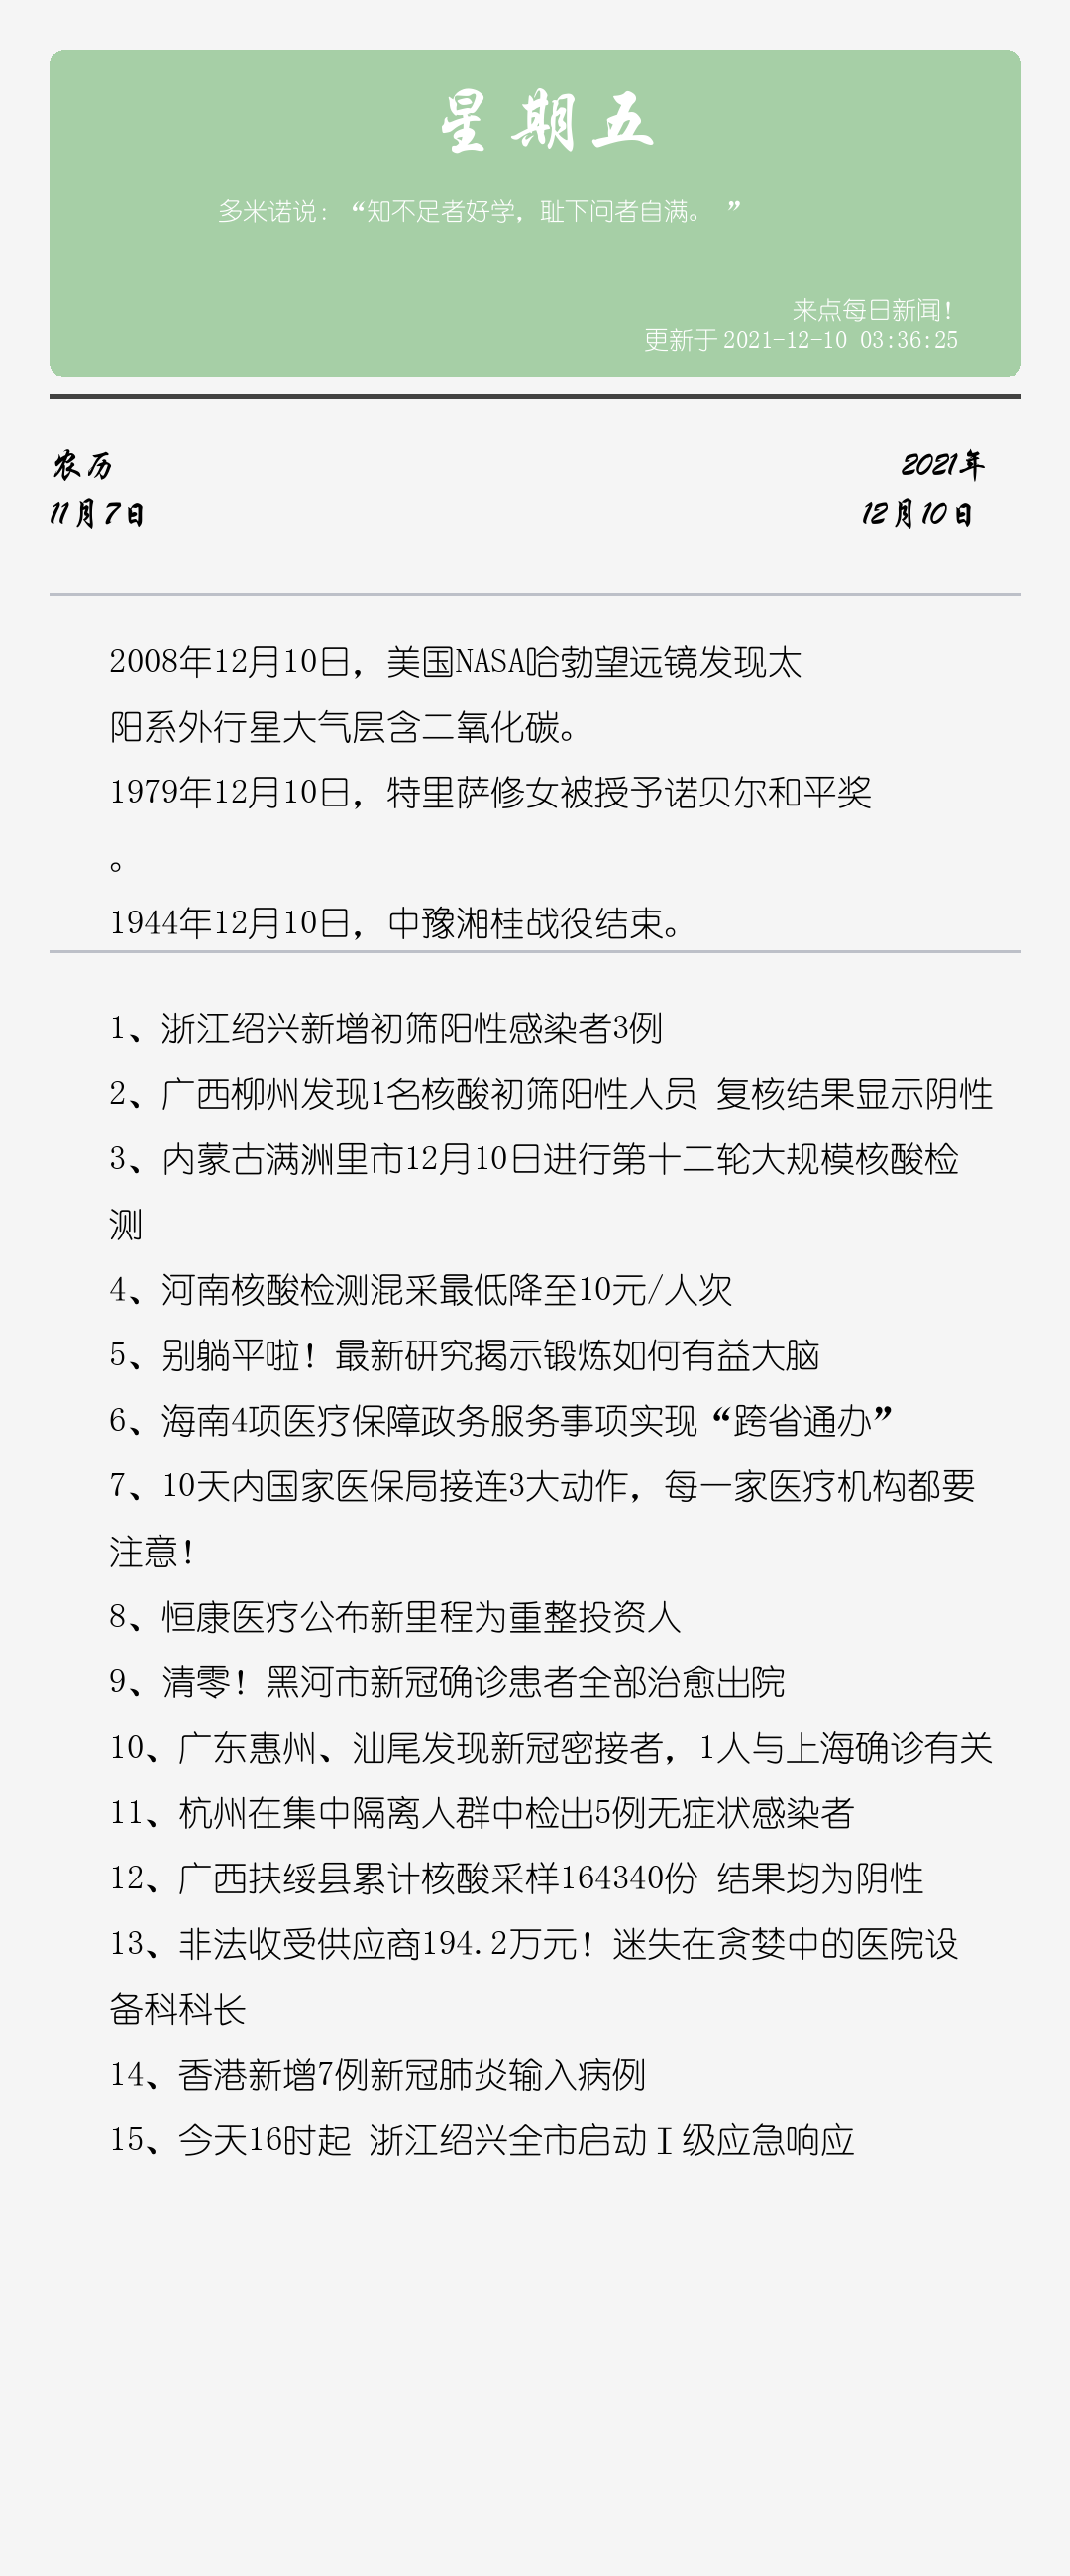 星期五
多米诺说：“知不足者好学，耻下问者自满。 ”
来点每日新闻！
更新于 2021-12-10 03:36:25
农历
2021年
11月7日
12月10日
2008年12月10日，美国NASA哈勃望远镜发现太
阳系外行星大气层含二氧化碳。
1979年12月10日，特里萨修女被授予诺贝尔和平奖
。
1944年12月10日，中豫湘桂战役结束。
1、浙江绍兴新增初筛阳性感染者3例
2、广西柳州发现1名核酸初筛阳性人员 复核结果显示阴性
3、内蒙古满洲里市12月10日进行第十二轮大规模核酸检
测
4、河南核酸检测混采最低降至10元/人次
5、别躺平啦！最新研究揭示锻炼如何有益大脑
6、海南4项医疗保障政务服务事项实现“跨省通办”
7、10天内国家医保局接连3大动作，每一家医疗机构都要
注意！
8、恒康医疗公布新里程为重整投资人
9、清零！黑河市新冠确诊患者全部治愈出院
10、广东惠州、汕尾发现新冠密接者，1人与上海确诊有关
11、杭州在集中隔离人群中检出5例无症状感染者
12、广西扶绥县累计核酸采样164340份 结果均为阴性
13、非法收受供应商194.2万元！迷失在贪婪中的医院设
备科科长
14、香港新增7例新冠肺炎输入病例
15、今天16时起 浙江绍兴全市启动Ⅰ级应急响应